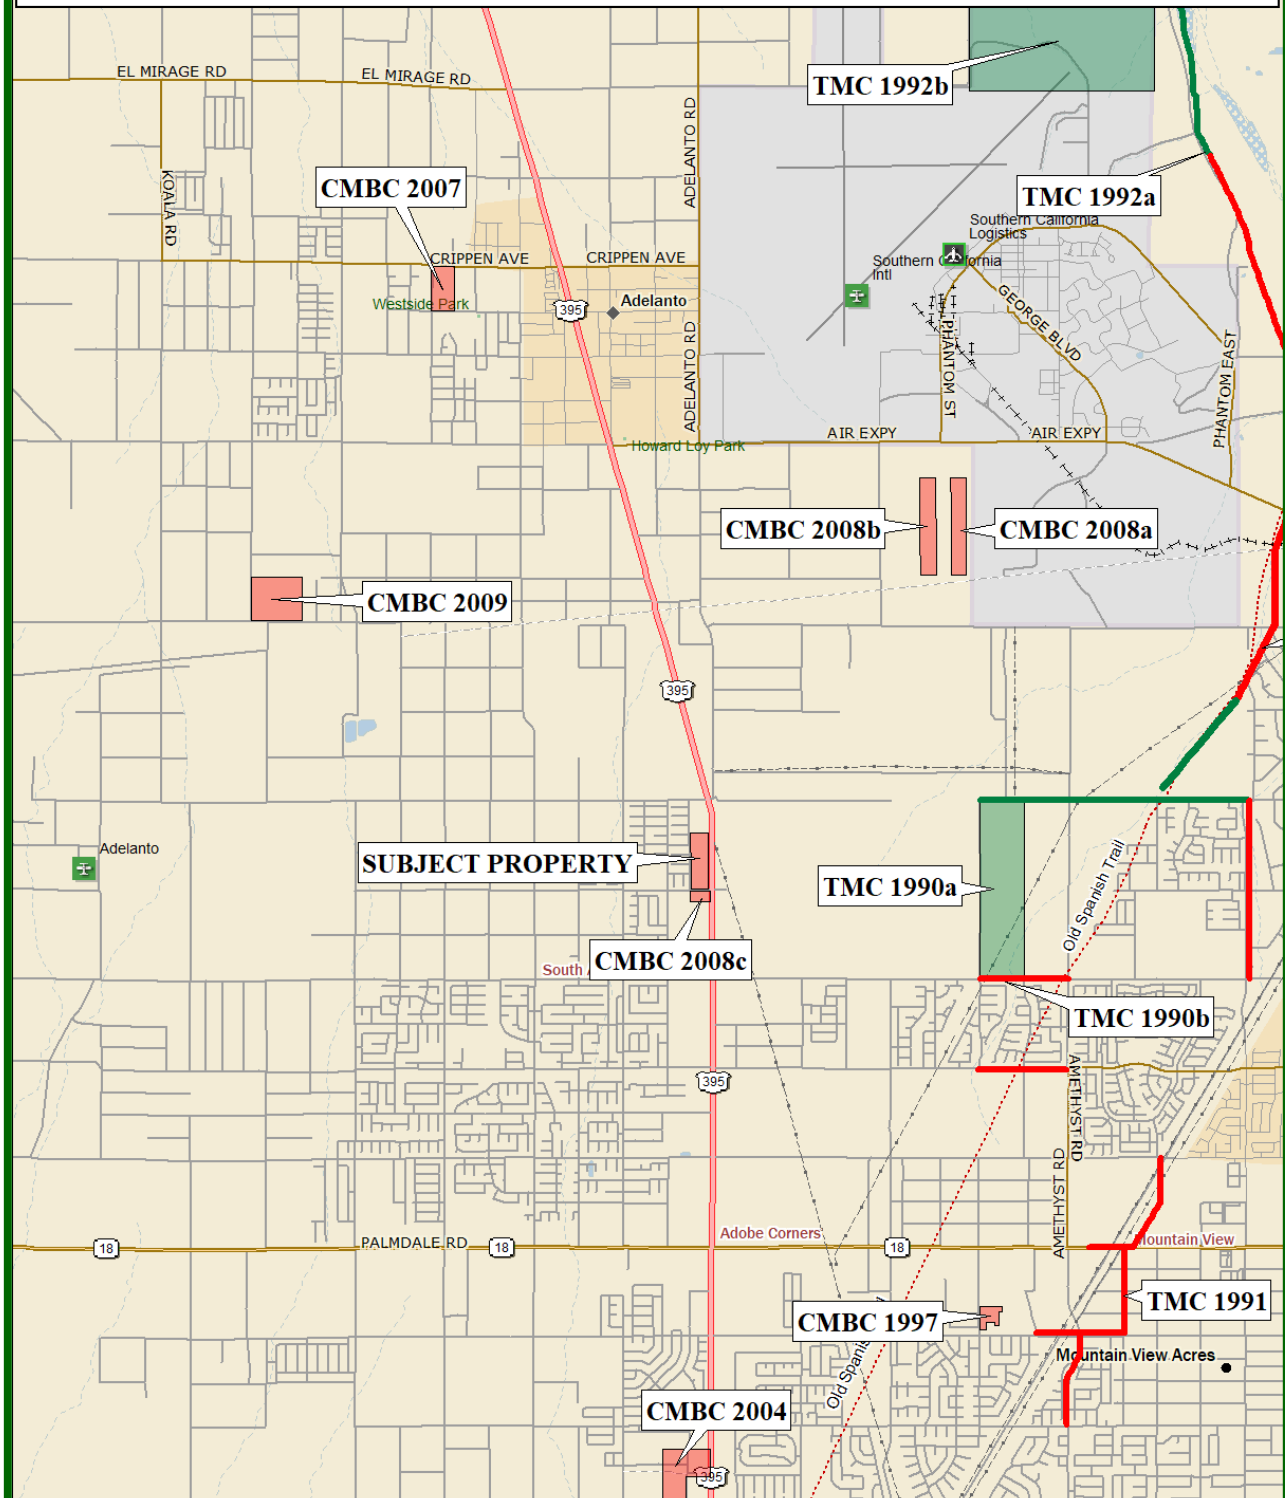 TMC 1992b
EL MIRAGE RD
EL MIRAGE RD
ADELANTO RD
KOALA RD
CMBC 2007
TMC 1992a
Southern California
Logistics
Southern California
Intl
CRIPPEN AVE
CRIPPEN AVE
Westside Park
395
Adelanto
GEORGE BLVD
PHANTOM ST
PHANTOM EAST
ADELANTO RD
AIR EXPY
AIR EXPY
Howard Loy Park
CMBC 2008b
CMBC 2008a
CMBC 2009
395
Adelanto
SUBJECT PROPERTY
TMC 1990a
Old Spanish Trail
CMBC 2008c
South
TMC 1990b
395
AMETHYST RD
AMETHYST RD
PALMDALE RD
18
18
18
Adobe Corners
Mountain View
TMC 1991
CMBC 1997
Old Spanis
Mountain View Acres
CMBC 2004
395